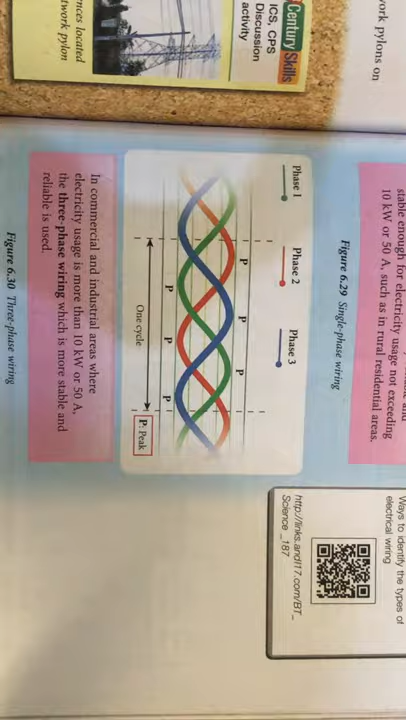 work pylons on
Century Skills
ICS, CPS
Discussion
activity
nces located
twork pylon
stable enough for electricity usage not exceeding
10 kW or 50 A, such as in rural residential areas.
Figure 6.29 Single-phase wiring
Phase 1
Phase 2
Phase 3
P
P
P
P
P
P
One cycle
P: Peak
In commercial and industrial areas where
electricity usage is more than 10 kW or 50 A,
the three-phase wiring which is more stable and
reliable is used.
Figure 6.30 Three-phase wiring
Ways to identify the types of
electrical wiring
http://links.andl17.com/BT_
Science_187